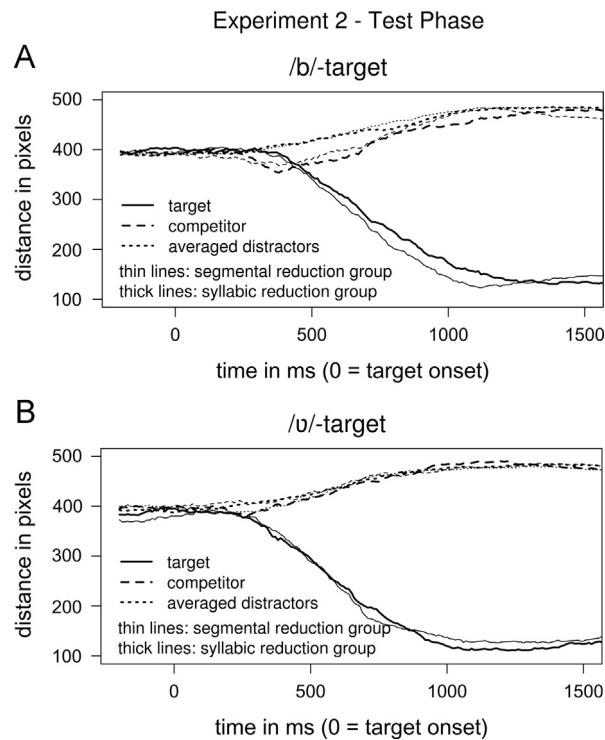 Experiment 2 - Test Phase
A
/b/-target
500
400
300
200
100
distance in pixels
target
competitor
averaged distractors
thin lines: segmental reduction group
thick lines: syllabic reduction group
0
500
1000
1500
time in ms (0 = target onset)
B
/ʋ/-target
500
400
300
200
100
distance in pixels
target
competitor
averaged distractors
thin lines: segmental reduction group
thick lines: syllabic reduction group
0
500
1000
1500
time in ms (0 = target onset)